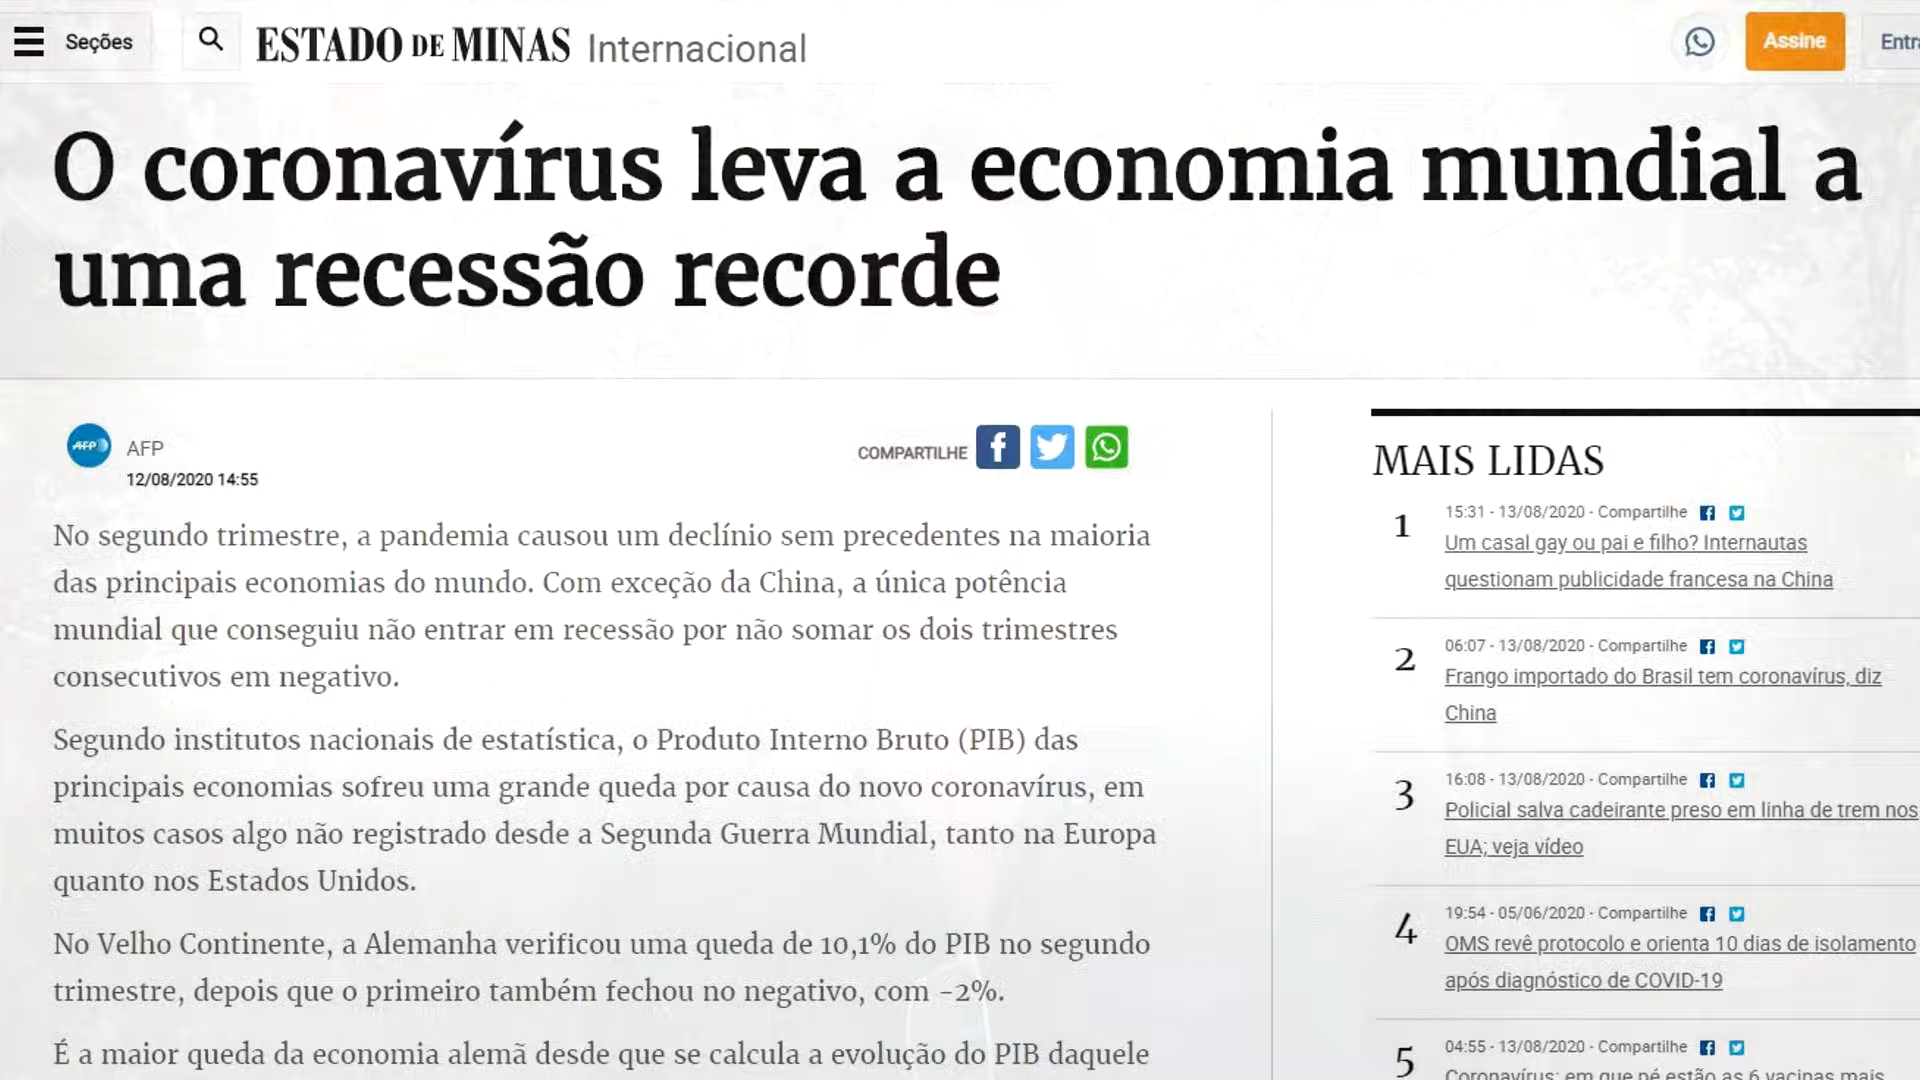 Seções
ESTADO DE MINAS Internacional
Assine
O coronavírus leva a economia mundial a
uma recessão recorde
AFP
AFP
12/08/2020 14:55
COMPARTILHE
No segundo trimestre, a pandemia causou um declínio sem precedentes na maioria
das principais economias do mundo. Com exceção da China, a única potência
mundial que conseguiu não entrar em recessão por não somar os dois trimestres
consecutivos em negativo.
Segundo institutos nacionais de estatística, o Produto Interno Bruto (PIB) das
principais economias sofreu uma grande queda por causa do novo coronavírus, em
muitos casos algo não registrado desde a Segunda Guerra Mundial, tanto na Europa
quanto nos Estados Unidos.
No Velho Continente, a Alemanha verificou uma queda de 10,1% do PIB no segundo
trimestre, depois que o primeiro também fechou no negativo, com -2%.
É a maior queda da economia alemã desde que se calcula a evolução do PIB daquele
MAIS LIDAS
1
15:31 - 13/08/2020 - Compartilhe
Um casal gay ou pai e filho? Internautas
questionam publicidade francesa na China
2
06:07 - 13/08/2020 - Compartilhe
Frango importado do Brasil tem coronavírus, diz
China
3
16:08 - 13/08/2020 - Compartilhe
Policial salva cadeirante preso em linha de trem nos
EUA; veja vídeo
4
19:54 - 05/06/2020 - Compartilhe
OMS revê protocolo e orienta 10 dias de isolamento
após diagnóstico de COVID-19
5
04:55 - 13/08/2020 - Compartilhe
Coronavírus: em que pé estão as 6 vacinas mais